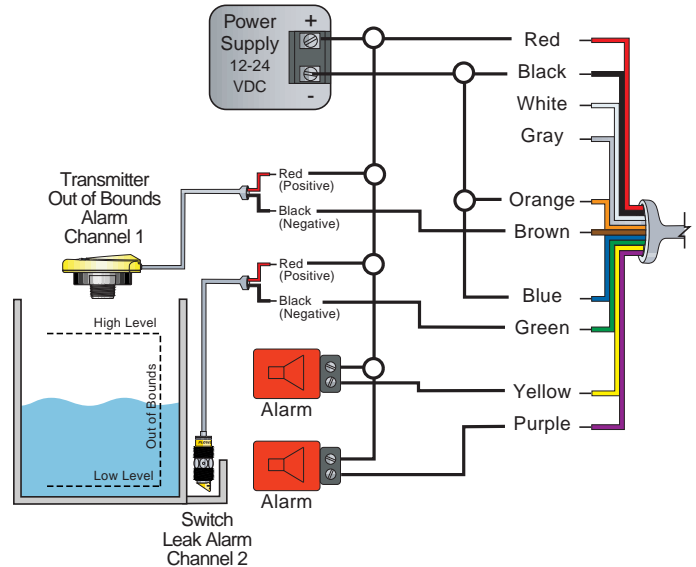 Power
Supply
12-24
VDC
+
-
Red
Black
White
Gray
Orange
Brown
Blue
Green
Yellow
Purple
Transmitter
Out of Bounds
Alarm
Channel 1
Red
(Positive)
Black
(Negative)
Red
(Positive)
Black
(Negative)
High Level
Out of Bounds
Low Level
Alarm
Alarm
Switch
Leak Alarm
Channel 2